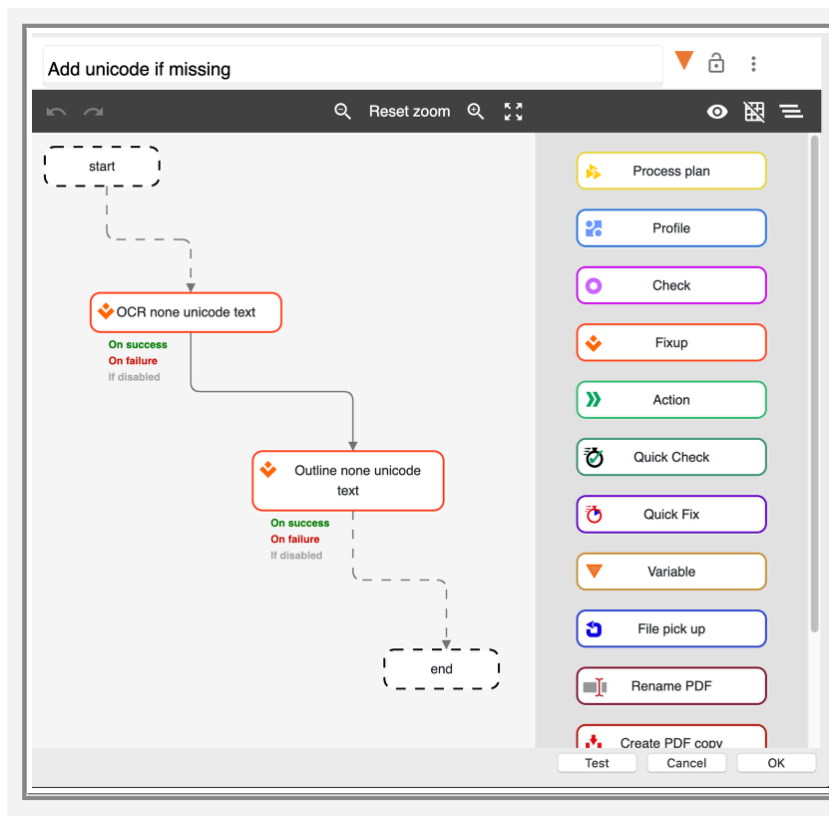 Add unicode if missing
Reset zoom
start
OCR none unicode text
On success
On failure
If disabled
Outline none unicode
text
On success
On failure
If disabled
end
Process plan
Profile
Check
Fixup
Action
Quick Check
Quick Fix
Variable
File pick up
Rename PDF
Create PDF copy
Test
Cancel
OK